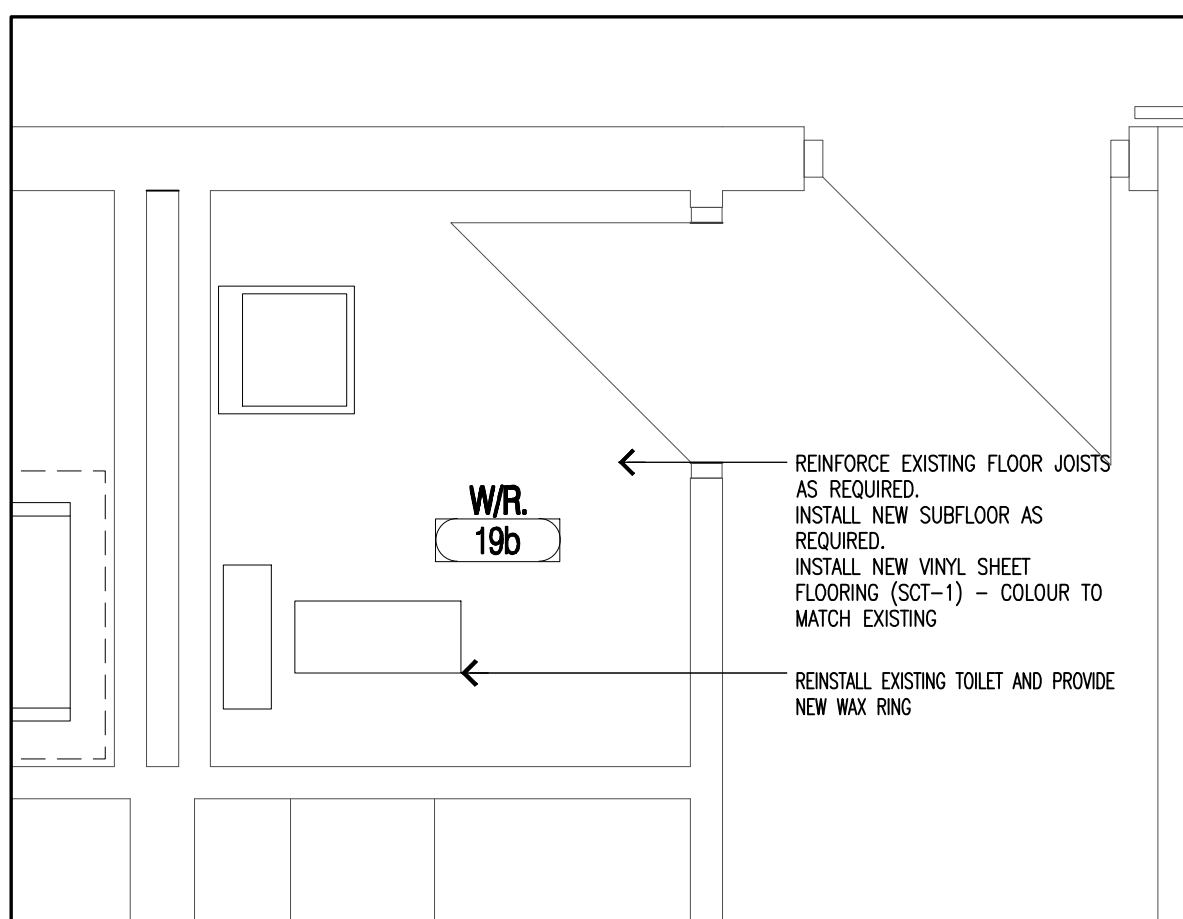 W/R.
19b
REINFORCE EXISTING FLOOR JOISTS
AS REQUIRED.
INSTALL NEW SUBFLOOR AS
REQUIRED.
INSTALL NEW VINYL SHEET
FLOORING (SCT-1) - COLOUR TO
MATCH EXISTING
REINSTALL EXISTING TOILET AND PROVIDE
NEW WAX RING